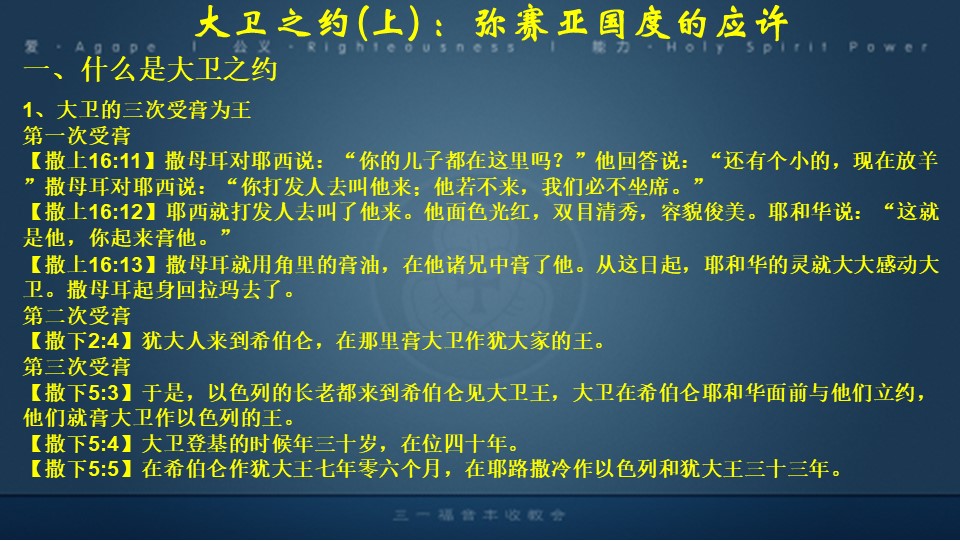 大卫之约(上)：弥赛亚国度的应许
爱·Agape | 公义·Righteousness | 能力·Holy Spirit Power
一、什么是大卫之约
1、大卫的三次受膏为王
第一次受膏
【撒上16:11】撒母耳对耶西说：“你的儿子都在这里吗？”他回答说：“还有个小的，现在放羊
”撒母耳对耶西说：“你打发人去叫他来；他若不来，我们必不坐席。”
【撒上16:12】耶西就打发人去叫了他来。他面色光红，双目清秀，容貌俊美。耶和华说：“这就
是他，你起来膏他。”
【撒上16:13】撒母耳就用角里的膏油，在他诸兄中膏了他。从这日起，耶和华的灵就大大感动大
卫。撒母耳起身回拉玛去了。
第二次受膏
【撒下2:4】犹大人来到希伯仑，在那里膏大卫作犹大家的王。
第三次受膏
【撒下5:3】于是，以色列的长老都来到希伯仑见大卫王，大卫在希伯仑耶和华面前与他们立约，
他们就膏大卫作以色列的王。
【撒下5:4】大卫登基的时候年三十岁，在位四十年。
【撒下5:5】在希伯仑作犹大王七年零六个月，在耶路撒冷作以色列和犹大王三十三年。
三一福音丰收教会